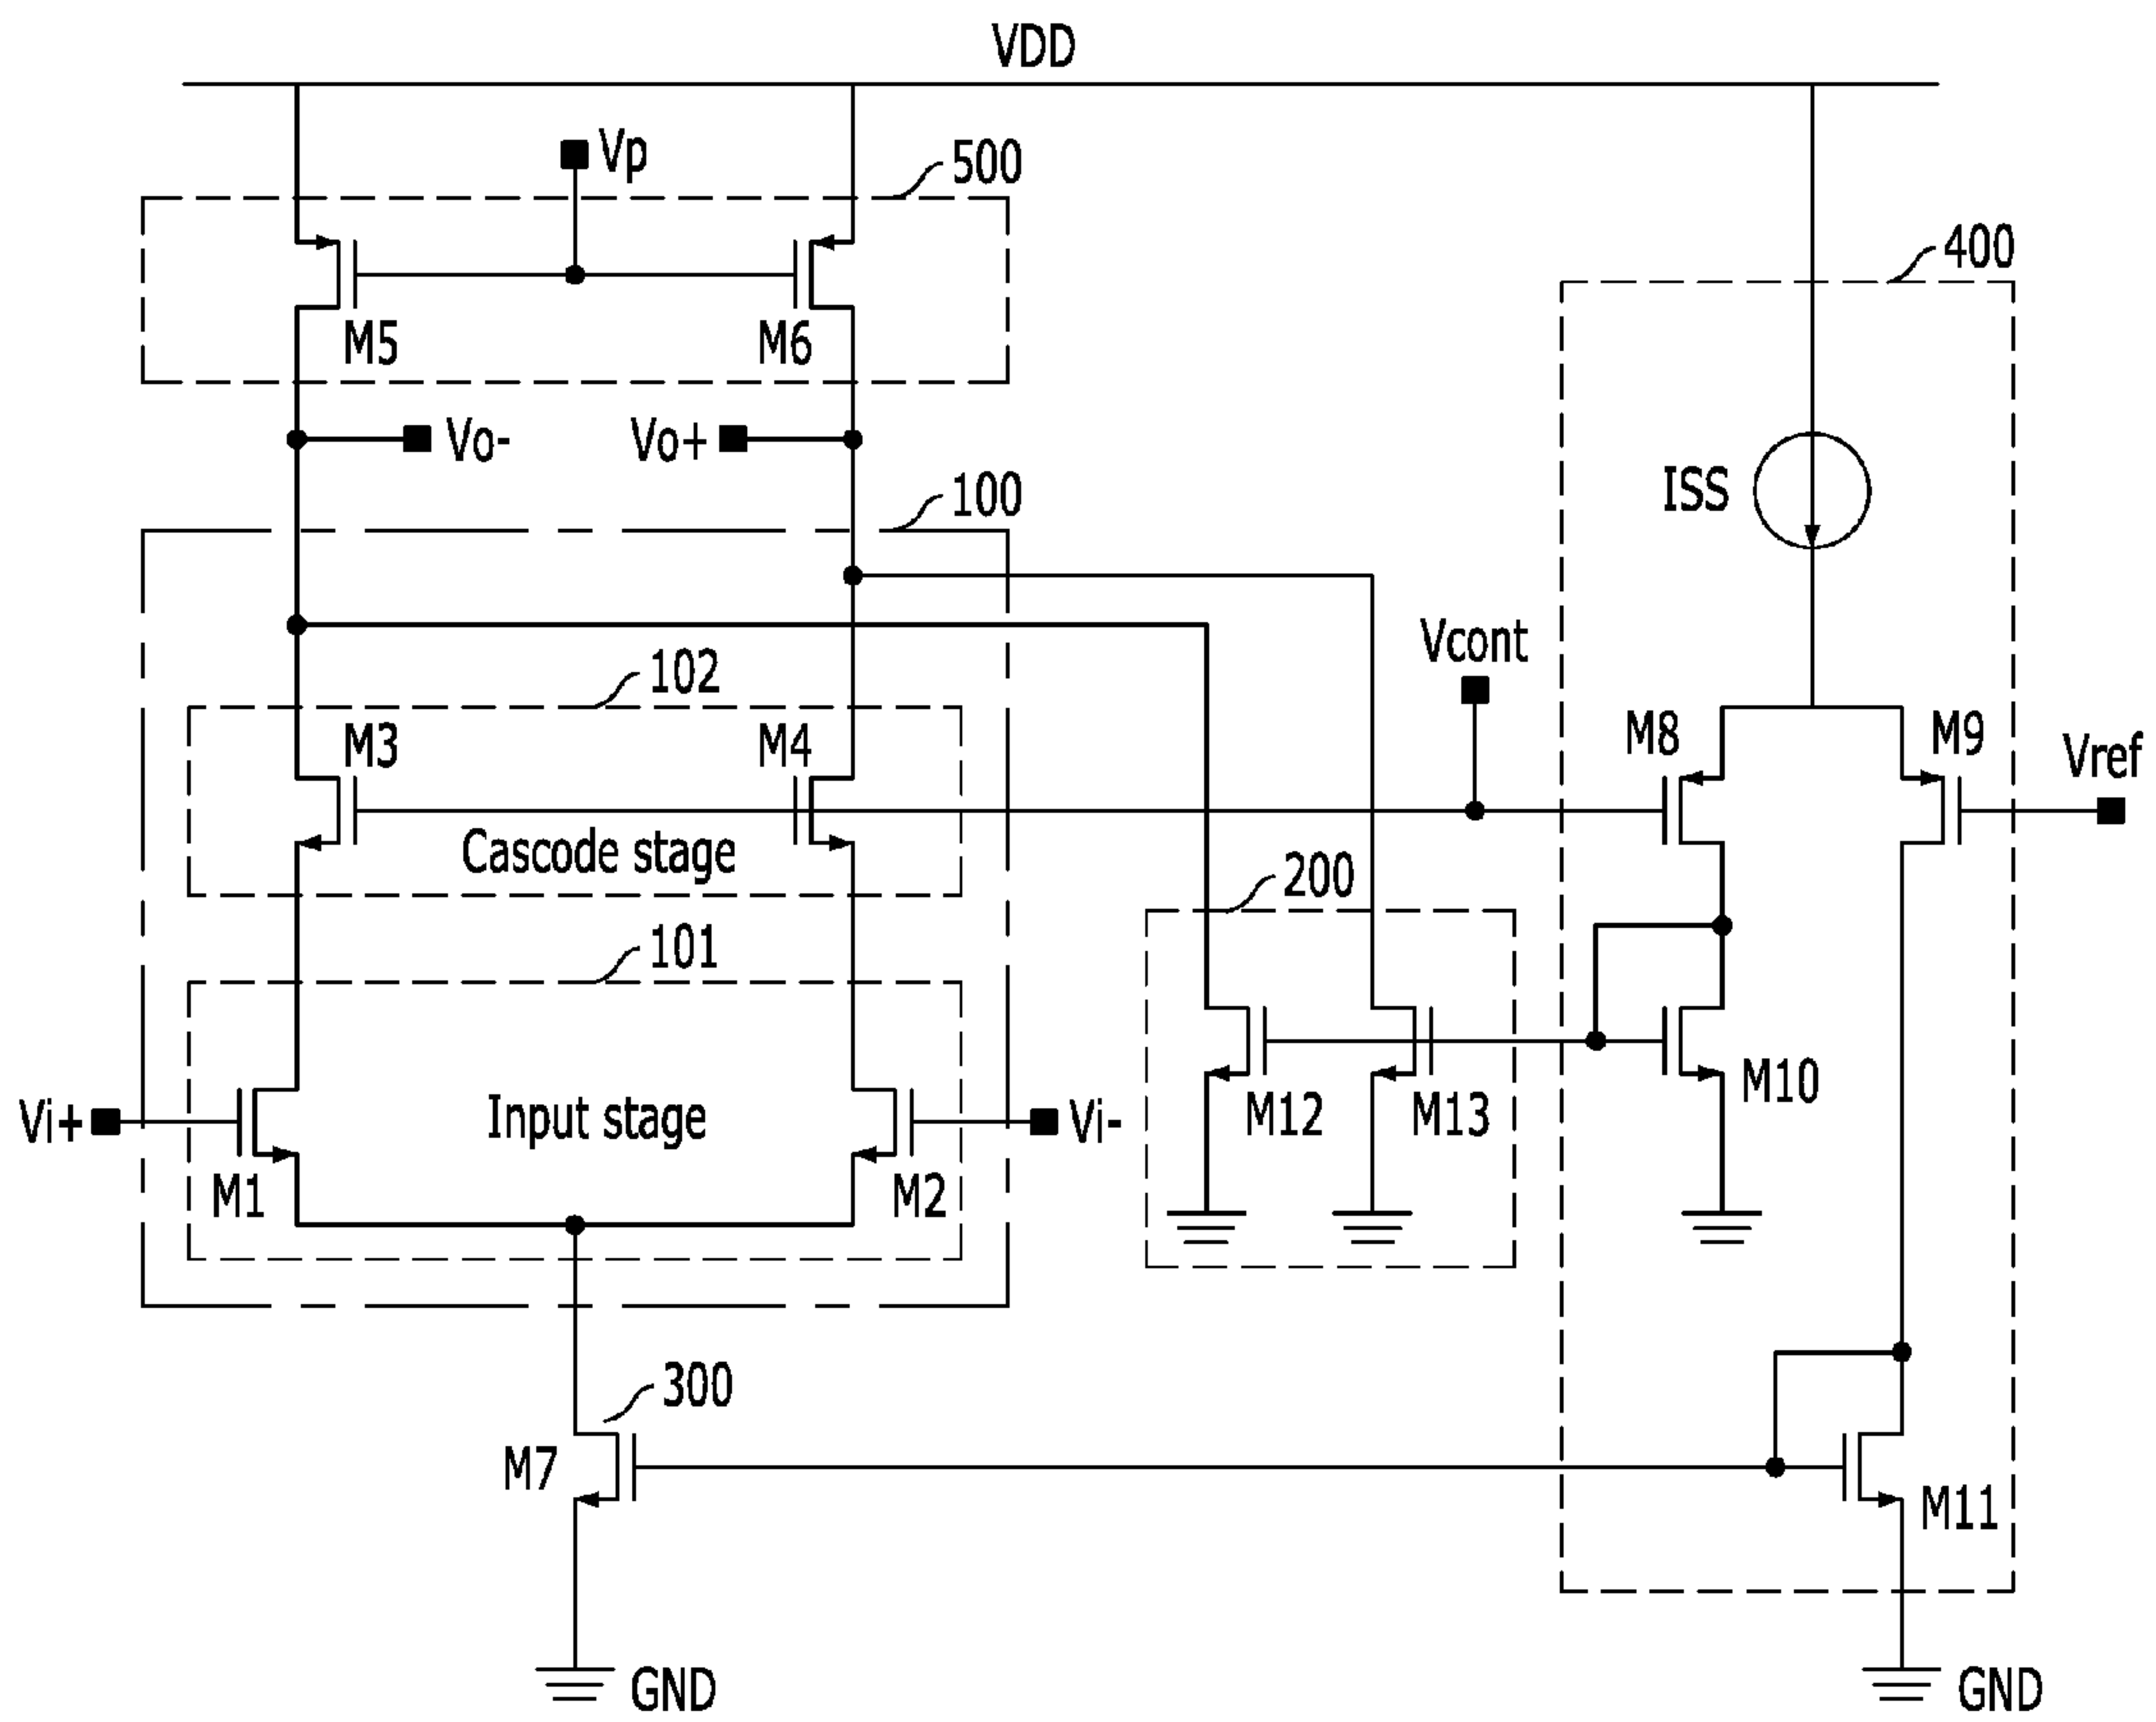 VDD
Vp
500
400
M5
M6
Vo-
Vo+
ISS
100
Vcont
102
M3
M4
M8
M9
Vref
Cascode stage
200
101
M10
Vi+
Input stage
Vi-
M12
M13
M1
M2
300
M7
M11
GND
GND